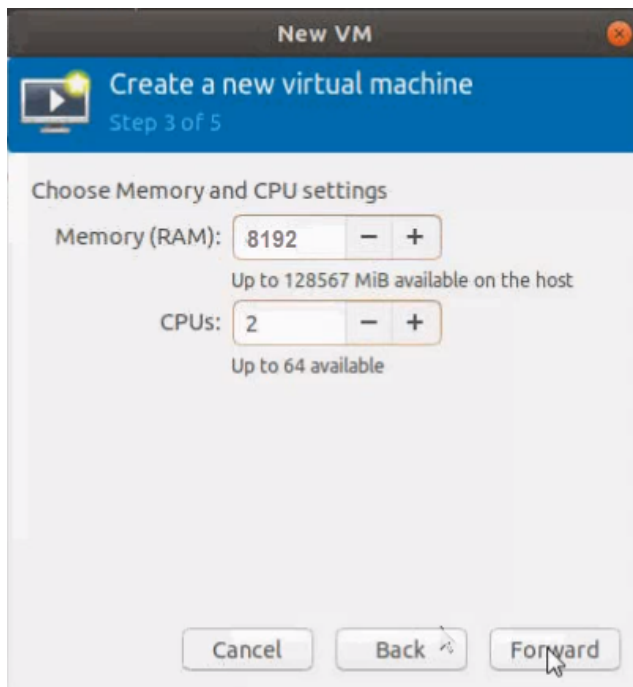 New VM
Create a new virtual machine
Step 3 of 5
Choose Memory and CPU settings
Memory (RAM): 8192 − +
Up to 128567 MiB available on the host
CPUs: 2 − +
Up to 64 available
Cancel Back Forward